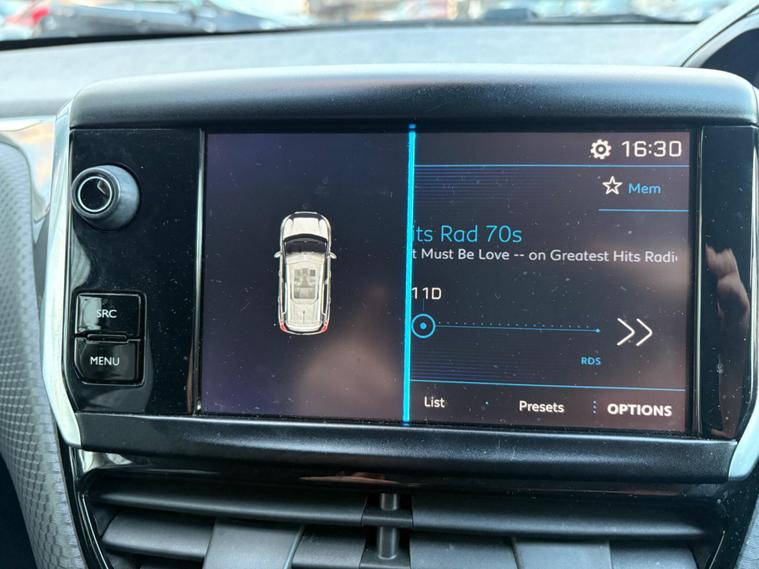 16:30
Mem
its Rad 70s
t Must Be Love -- on Greatest Hits Radi
11D
SRC
RDS
MENU
List
Presets
OPTIONS